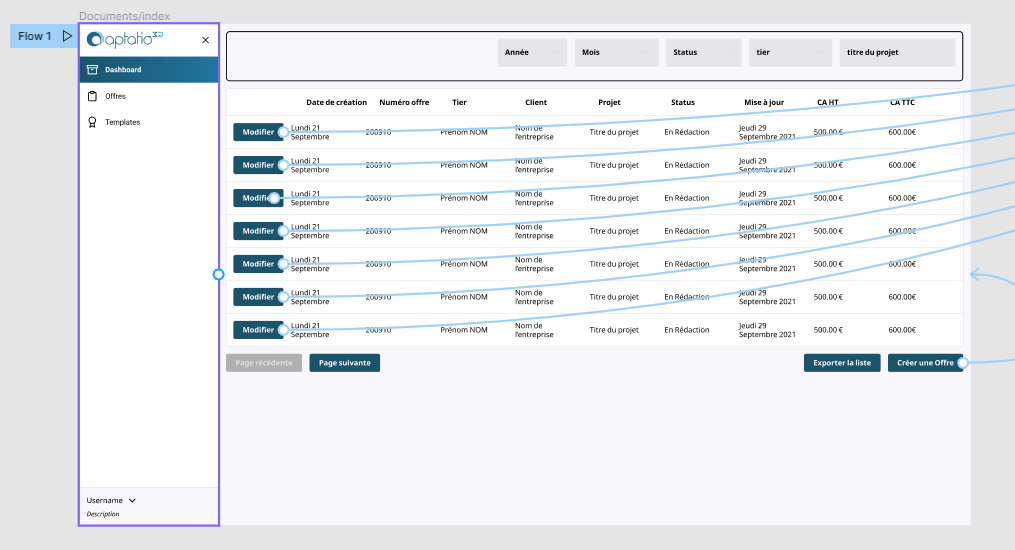 Documents/index
Flow 1
aptatio
Dashboard
Offres
Templates
Username
Description
Année Mois Status tier titre du projet
Date de création Numéro offre Tier Client Projet Status Mise à jour CA HT CA TTC
Modifier Lundi 21 Septembre 200910 Prénom NOM Nom de l'entreprise Titre du projet En Rédaction Jeudi 29 Septembre 2021 500.00 € 600.00€
Modifier Lundi 21 Septembre 200910 Prénom NOM Nom de l'entreprise Titre du projet En Rédaction Jeudi 29 Septembre 2021 500.00 € 600.00€
Modifier Lundi 21 Septembre 200910 Prénom NOM Nom de l'entreprise Titre du projet En Rédaction Jeudi 29 Septembre 2021 500.00 € 600.00€
Modifier Lundi 21 Septembre 200910 Prénom NOM Nom de l'entreprise Titre du projet En Rédaction Jeudi 29 Septembre 2021 500.00 € 600.00€
Modifier Lundi 21 Septembre 200910 Prénom NOM Nom de l'entreprise Titre du projet En Rédaction Jeudi 29 Septembre 2021 500.00 € 600.00€
Modifier Lundi 21 Septembre 200910 Prénom NOM Nom de l'entreprise Titre du projet En Rédaction Jeudi 29 Septembre 2021 500.00 € 600.00€
Modifier Lundi 21 Septembre 200910 Prénom NOM Nom de l'entreprise Titre du projet En Rédaction Jeudi 29 Septembre 2021 500.00 € 600.00€
Page récédente Page suivante Exporter la liste Créer une Offre